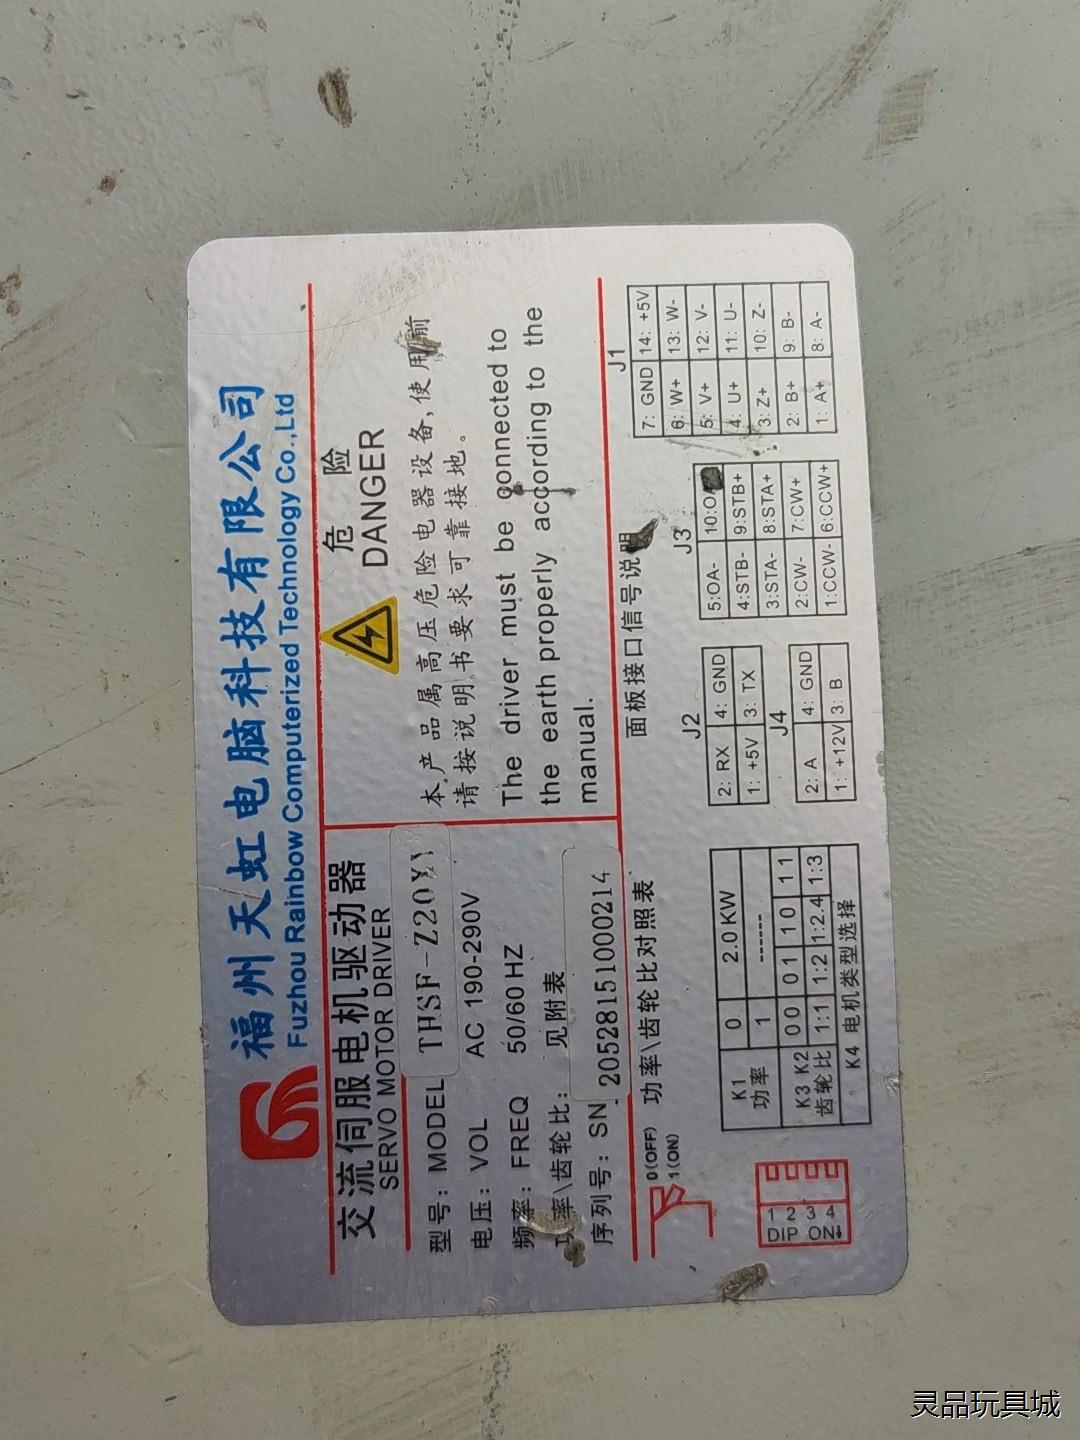 福州天虹电脑科技有限公司
Fuzhou Rainbow Computerized Technology Co.,Ltd
交流伺服电机驱动器
SERVO MOTOR DRIVER
型号: MODEL
电压: VOL AC 190-290V
频率: FREQ 50/60 HZ
功率\齿轮比: 见附表
序列号: SN 20528151000214
危 险
DANGER
本产品属高压危险电器设备,使用前
请按说明书要求可靠接地。
The driver must be connected to
the earth properly according to the
manual.
0(OFF)
1(ON)
1 2 3 4
DIP ON
功率\齿轮比对照表
K1 0 2.0 KW
功率 1 ------
K3 K2 0 0 0 1 1 0 1 1
齿轮比 1:1 1:2 1:2.4 1:3
K4 电机类型选择
面板接口信号说明
J2
2: RX 4: GND
1: +5V 3: TX
J4
2: A 4: GND
1: +12V 3: B
J3
5:OA-
4:STB- 9:STB+
3:STA- 8:STA+
2:CW- 7:CW+
1:CCW- 6:CCW+
J1
7: GND 14: +5V
6: W+ 13: W-
5: V+ 12: V-
4: U+ 11: U-
3: Z+ 10: Z-
2: B+ 9: B-
1: A+ 8: A-
灵品玩具城